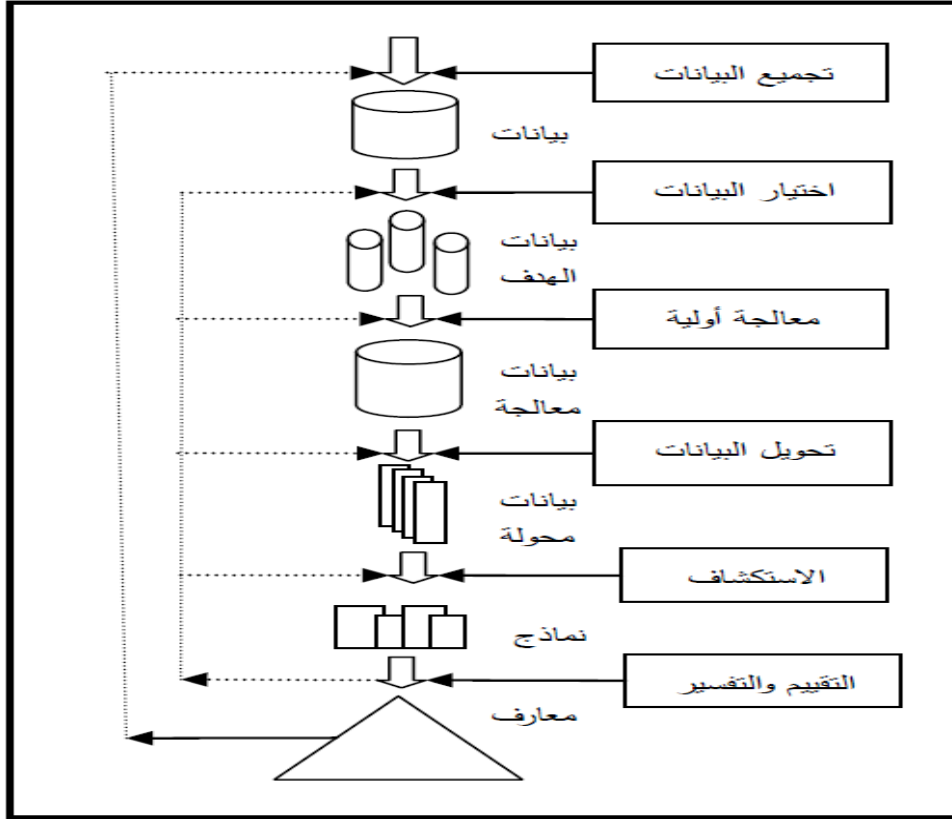 تجميع البيانات
بيانات
اختيار البيانات
بيانات
الهدف
معالجة أولية
بيانات
معالجة
تحويل البيانات
بيانات
محولة
الاستكشاف
نماذج
التقييم والتفسير
معارف